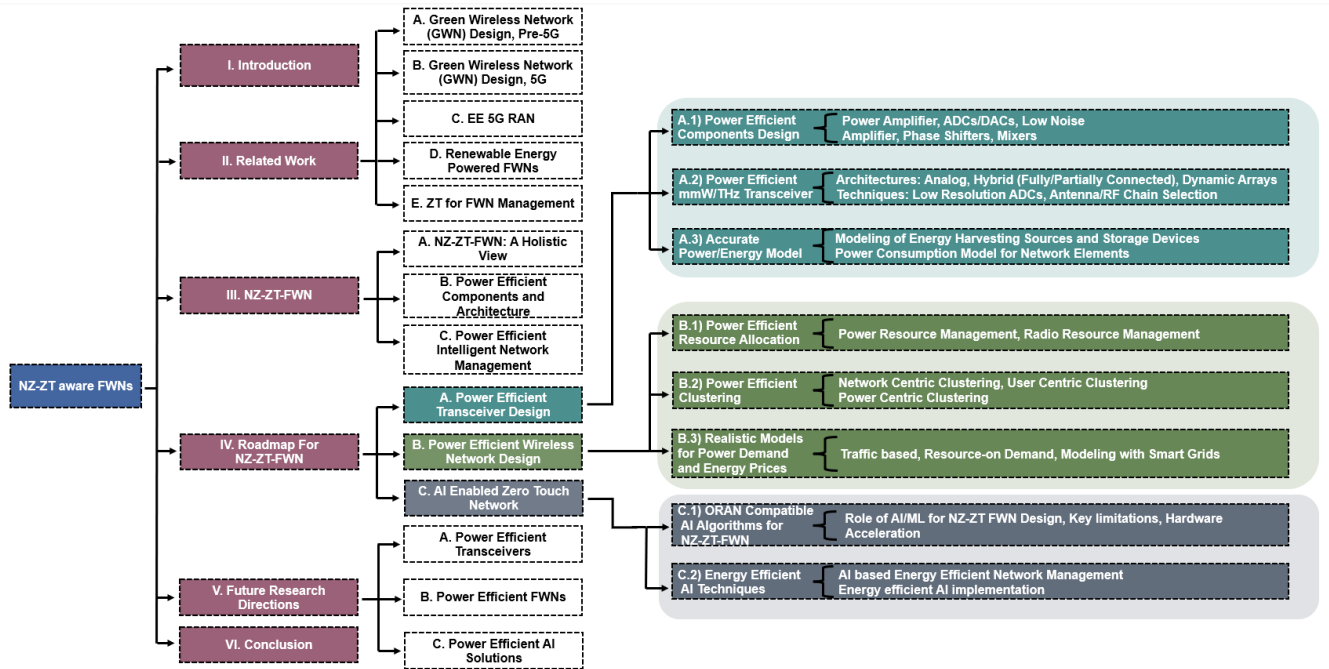 NZ-ZT aware FWNs
I. Introduction
II. Related Work
A. Green Wireless Network
(GWN) Design, Pre-5G
B. Green Wireless Network
(GWN) Design, 5G
C. EE 5G RAN
D. Renewable Energy
Powered FWNs
E. ZT for FWN Management
III. NZ-ZT-FWN
A. NZ-ZT-FWN: A Holistic
View
B. Power Efficient
Components and
Architecture
C. Power Efficient
Intelligent Network
Management
IV. Roadmap For
NZ-ZT-FWN
A. Power Efficient
Transceiver Design
B. Power Efficient Wireless
Network Design
C. AI Enabled Zero Touch
Network
V. Future Research
Directions
A. Power Efficient
Transceivers
B. Power Efficient FWNs
C. Power Efficient AI
Solutions
VI. Conclusion
A.1) Power Efficient
Components Design
Power Amplifier, ADCs/DACs, Low Noise
Amplifier, Phase Shifters, Mixers
A.2) Power Efficient
mmW/THz Transceiver
Architectures: Analog, Hybrid (Fully/Partially Connected), Dynamic Arrays
Techniques: Low Resolution ADCs, Antenna/RF Chain Selection
A.3) Accurate
Power/Energy Model
Modeling of Energy Harvesting Sources and Storage Devices
Power Consumption Model for Network Elements
B.1) Power Efficient
Resource Allocation
Power Resource Management, Radio Resource Management
B.2) Power Efficient
Clustering
Network Centric Clustering, User Centric Clustering
Power Centric Clustering
B.3) Realistic Models
for Power Demand
and Energy Prices
Traffic based, Resource-on Demand, Modeling with Smart Grids
C.1) ORAN Compatible
AI Algorithms for
NZ-ZT-FWN
Role of AI/ML for NZ-ZT FWN Design, Key limitations, Hardware
Acceleration
C.2) Energy Efficient
AI Techniques
AI based Energy Efficient Network Management
Energy efficient AI implementation